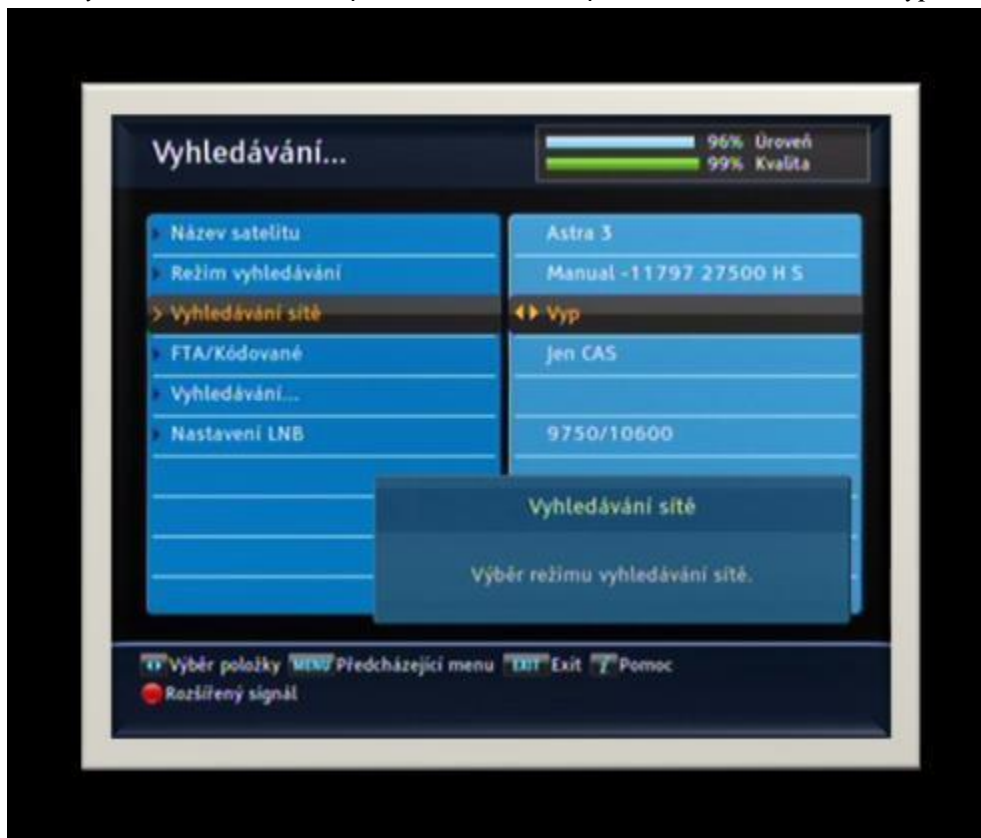 Vyhledávání...
96% Úroveň
99% Kvalita
Název satelitu Astra 3
Režim vyhledávání Manual -11797 27500 H S
> Vyhledávání sítě Vyp
FTA/Kódované Jen CAS
Vyhledávání...
Nastavení LNB 9750/10600
Vyhledávání sítě
Výběr režimu vyhledávání sítě.
Výběr položky MENU Předcházející menu EXIT Exit i Pomoc
Rozšířený signál